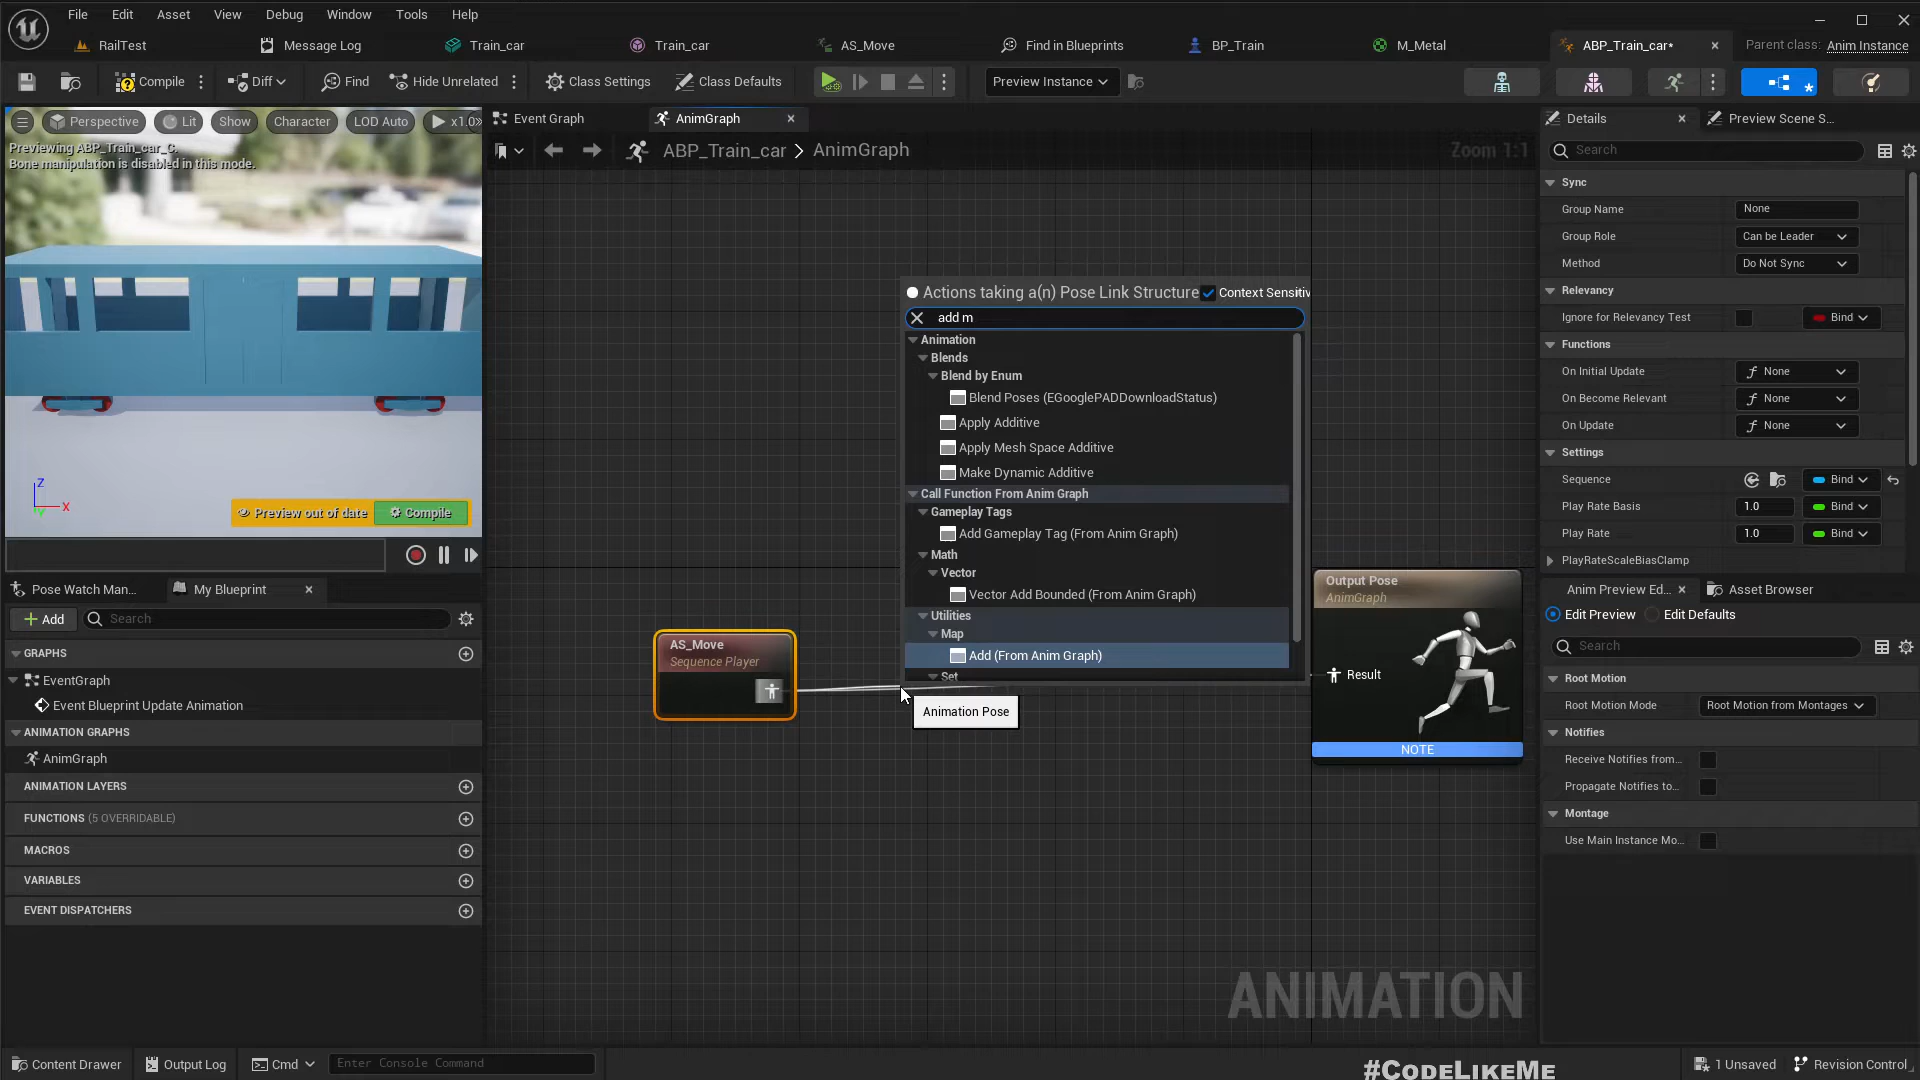 File Edit Asset View Debug Window Tools Help
RailTest Message Log Train_car Train_car AS_Move Find in Blueprints BP_Train M_Metal ABP_Train_car* Parent class: Anim Instance
Compile Diff Find Hide Unrelated Class Settings Class Defaults Preview Instance
Perspective Lit Show Character LOD Auto x1.0
Previewing ABP_Train_car_C.
Bone manipulation is disabled in this mode.
Z
X
Y
Preview out of date Compile
Pose Watch Man... My Blueprint
Add Search
GRAPHS
EventGraph
Event Blueprint Update Animation
ANIMATION GRAPHS
AnimGraph
ANIMATION LAYERS
FUNCTIONS (5 OVERRIDABLE)
MACROS
VARIABLES
EVENT DISPATCHERS
Event Graph AnimGraph
ABP_Train_car > AnimGraph Zoom 1:1
Actions taking a(n) Pose Link Structure Context Sensitiv
add m
Animation
Blends
Blend by Enum
Blend Poses (EGooglePADDownloadStatus)
Apply Additive
Apply Mesh Space Additive
Make Dynamic Additive
Call Function From Anim Graph
Gameplay Tags
Add Gameplay Tag (From Anim Graph)
Math
Vector
Vector Add Bounded (From Anim Graph)
Utilities
Map
Add (From Anim Graph)
Set
AS_Move
Sequence Player
Animation Pose
Output Pose
AnimGraph
Result
NOTE
ANIMATION
Details Preview Scene S...
Search
Sync
Group Name None
Group Role Can be Leader
Method Do Not Sync
Relevancy
Ignore for Relevancy Test Bind
Functions
On Initial Update None
On Become Relevant None
On Update None
Settings
Sequence Bind
Play Rate Basis 1.0 Bind
Play Rate 1.0 Bind
PlayRateScaleBiasClamp
Anim Preview Ed... Asset Browser
Edit Preview Edit Defaults
Search
Root Motion
Root Motion Mode Root Motion from Montages
Notifies
Receive Notifies from...
Propagate Notifies to...
Montage
Use Main Instance Mo...
Content Drawer Output Log Cmd Enter Console Command #CodeLikeMe 1 Unsaved Revision Control